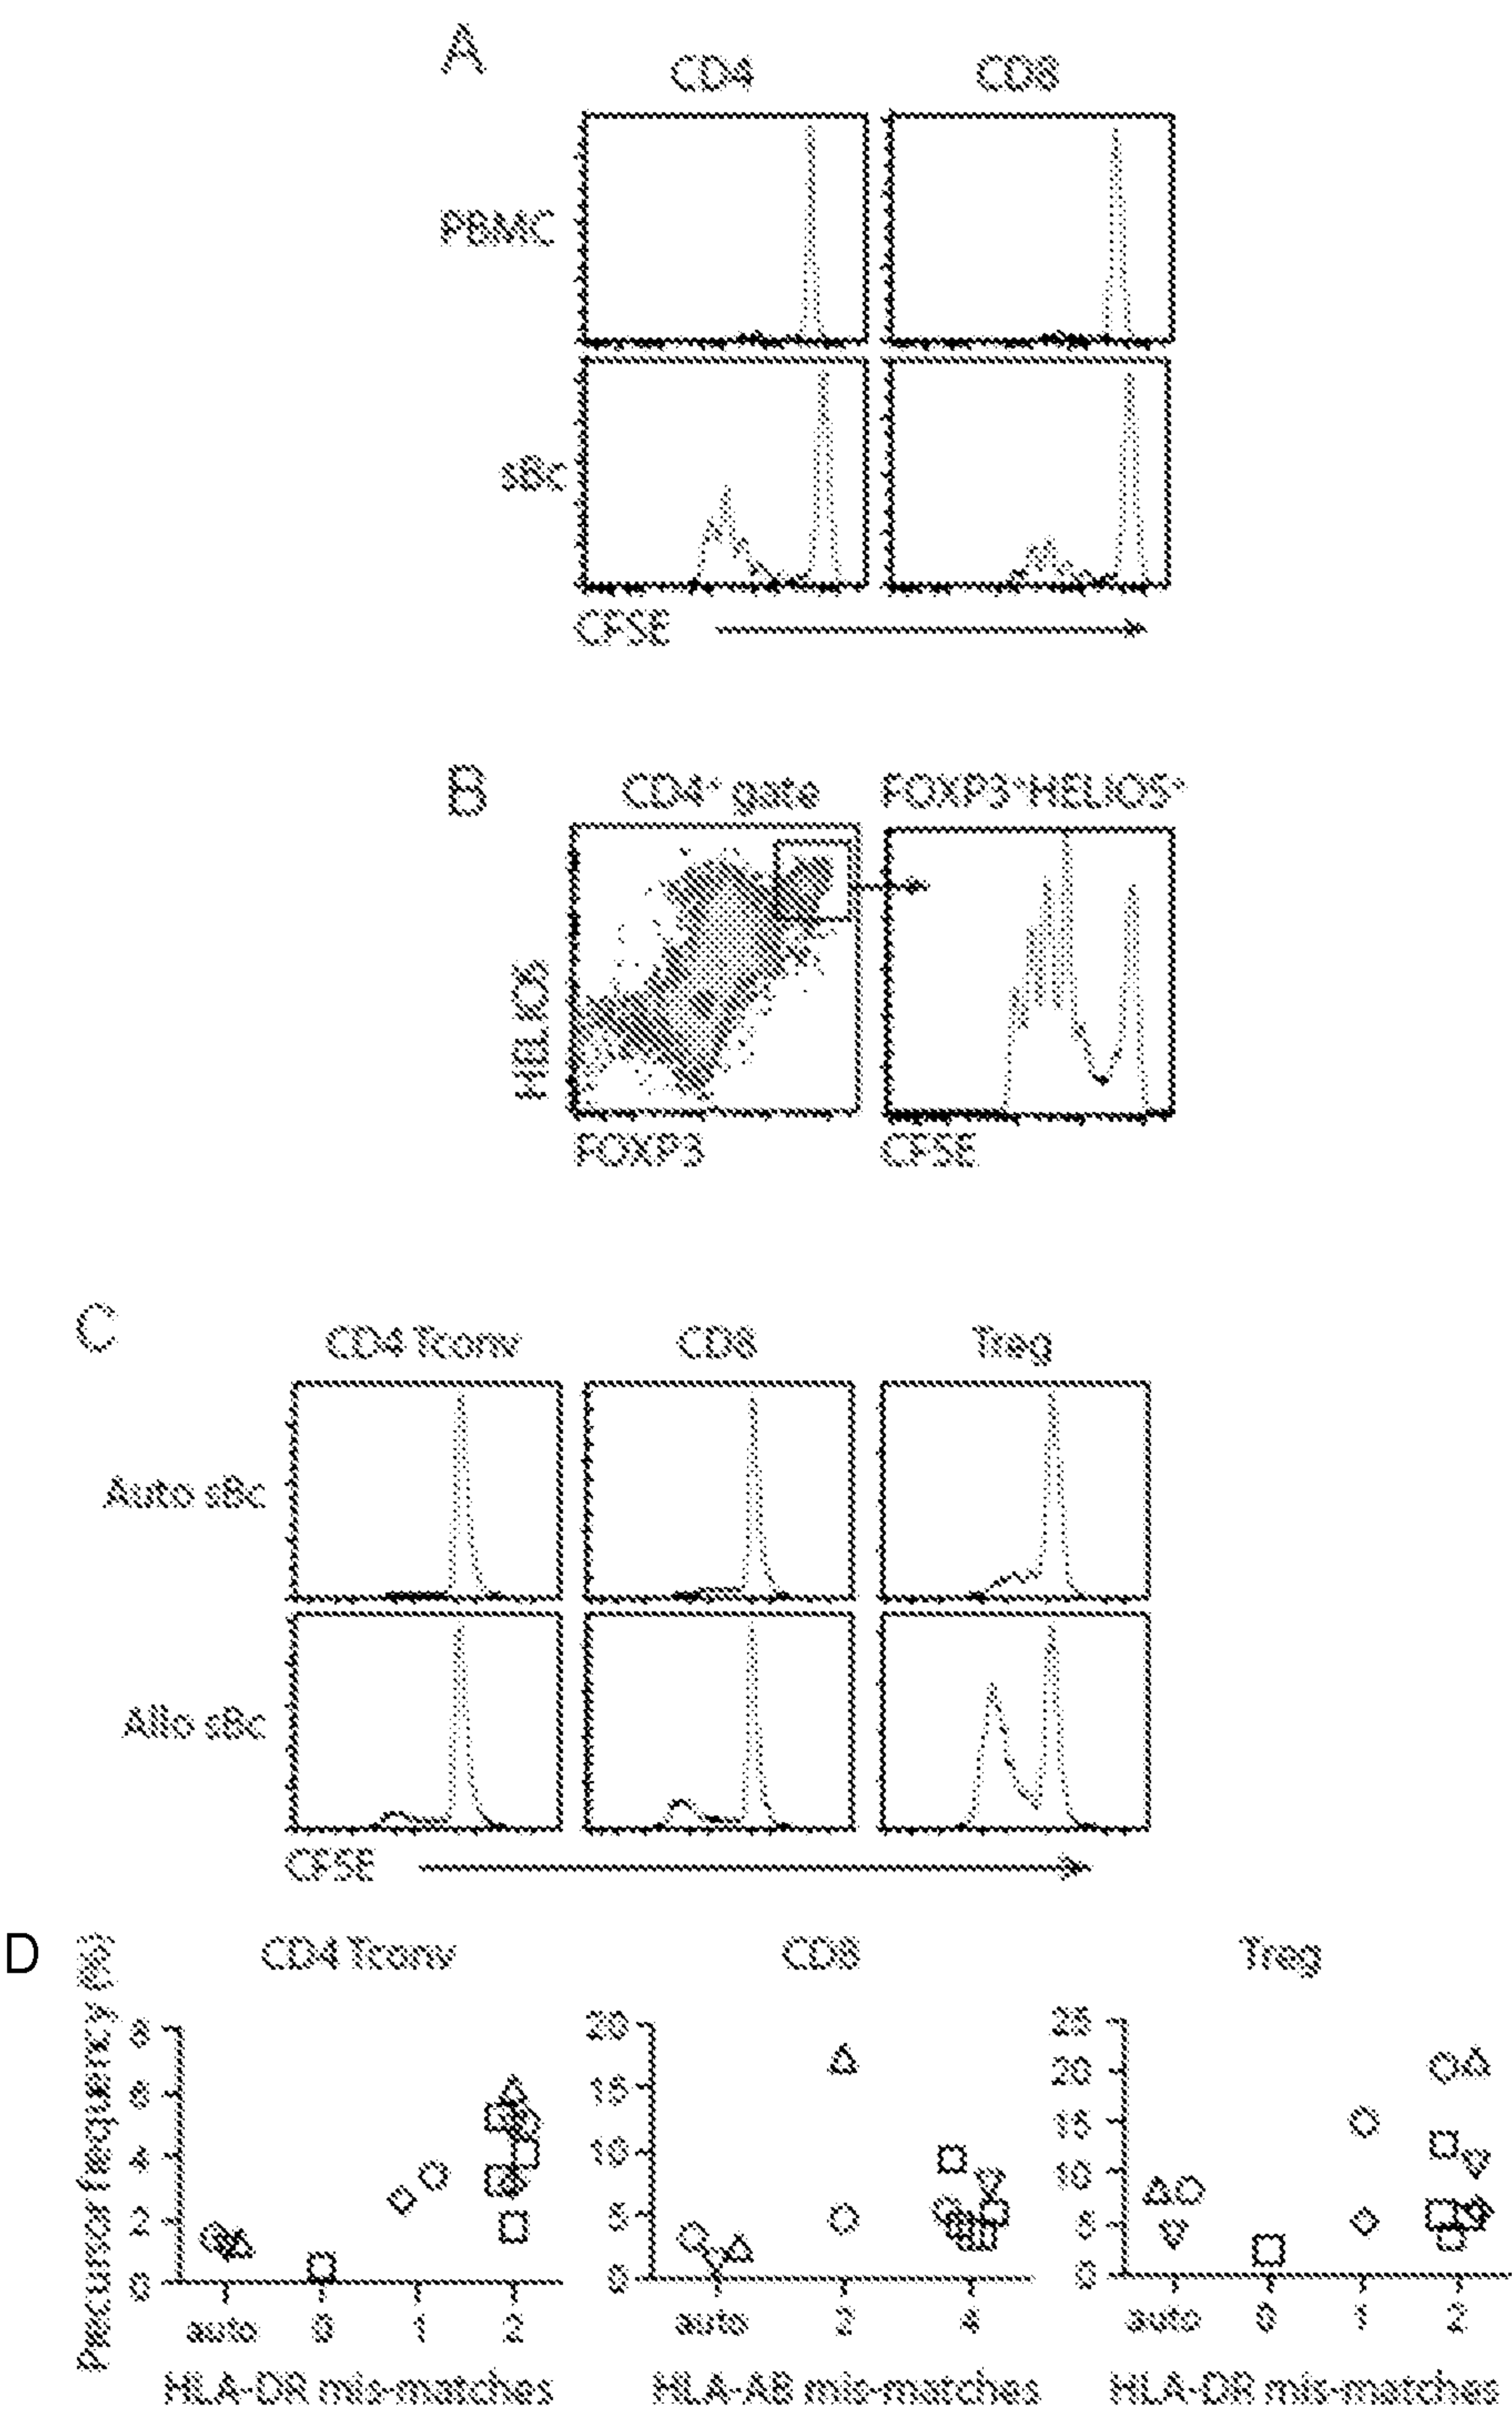 A
CD4 CD8
PBMC
sBc
CFSE
B
CD4⁺ gate FOXP3⁺HELIOS⁺
HELIOS
FOXP3 CFSE
C
CD4 Tconv CD8 Treg
Auto sBc
Allo sBc
CFSE
D
Precursor frequency (%)
CD4 Tconv CD8 Treg
8
6
4
2
0
auto 0 1 2
HLA-DR mis-matches
20
15
10
5
0
auto 2 4
HLA-AB mis-matches
25
20
15
10
5
0
auto 0 1 2
HLA-DR mis-matches